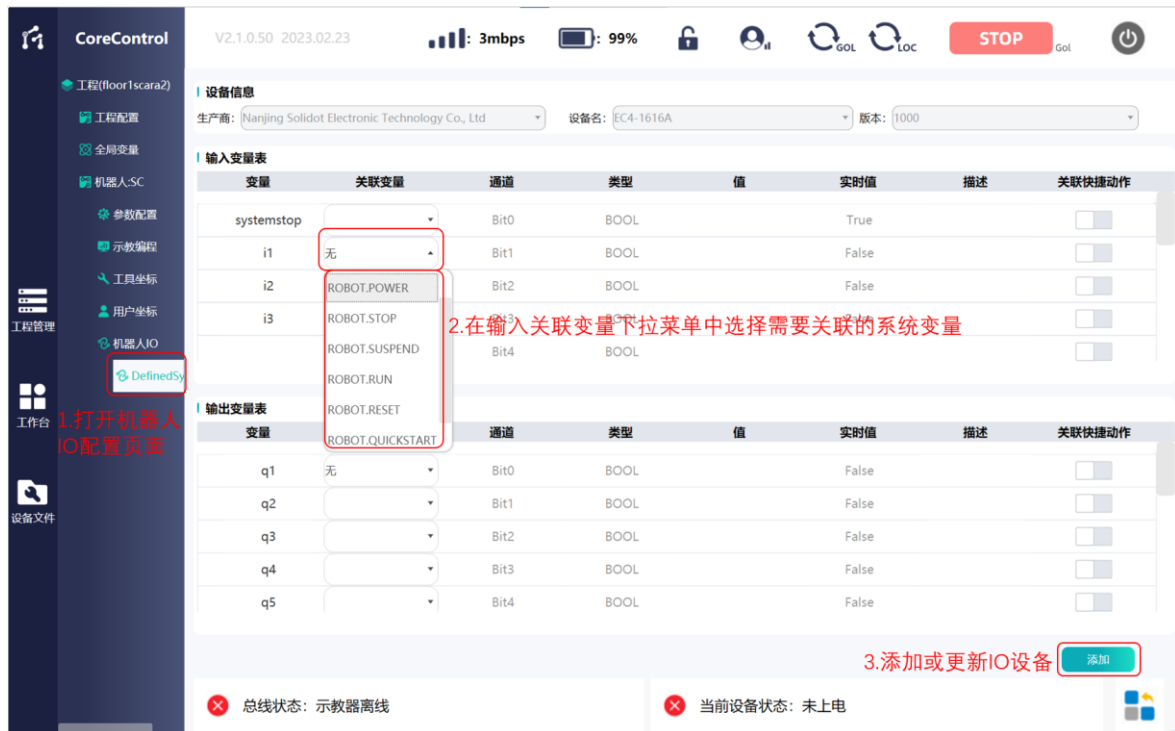 CoreControl
V2.1.0.50 2023.02.23
: 3mbps
: 99%
GOL
LOC
STOP
Gol
工程(floor1scara2)
工程配置
全局变量
机器人:SC
参数配置
示教编程
工具坐标
用户坐标
机器人IO
DefinedSy
工程管理
工作台
设备文件
1.打开机器人
IO配置页面
设备信息
生产商: Nanjing Solidot Electronic Technology Co., Ltd 设备名: EC4-1616A 版本: 1000
输入变量表
变量 关联变量 通道 类型 值 实时值 描述 关联快捷动作
systemstop Bit0 BOOL True
i1 无 Bit1 BOOL False
i2 Bit2 BOOL False
i3
Bit4 BOOL
ROBOT.POWER
ROBOT.STOP
ROBOT.SUSPEND
ROBOT.RUN
ROBOT.RESET
ROBOT.QUICKSTART
2.在输入关联变量下拉菜单中选择需要关联的系统变量
输出变量表
变量 通道 类型 值 实时值 描述 关联快捷动作
q1 无 Bit0 BOOL False
q2 Bit1 BOOL False
q3 Bit2 BOOL False
q4 Bit3 BOOL False
q5 Bit4 BOOL False
3.添加或更新IO设备
添加
总线状态: 示教器离线
当前设备状态: 未上电